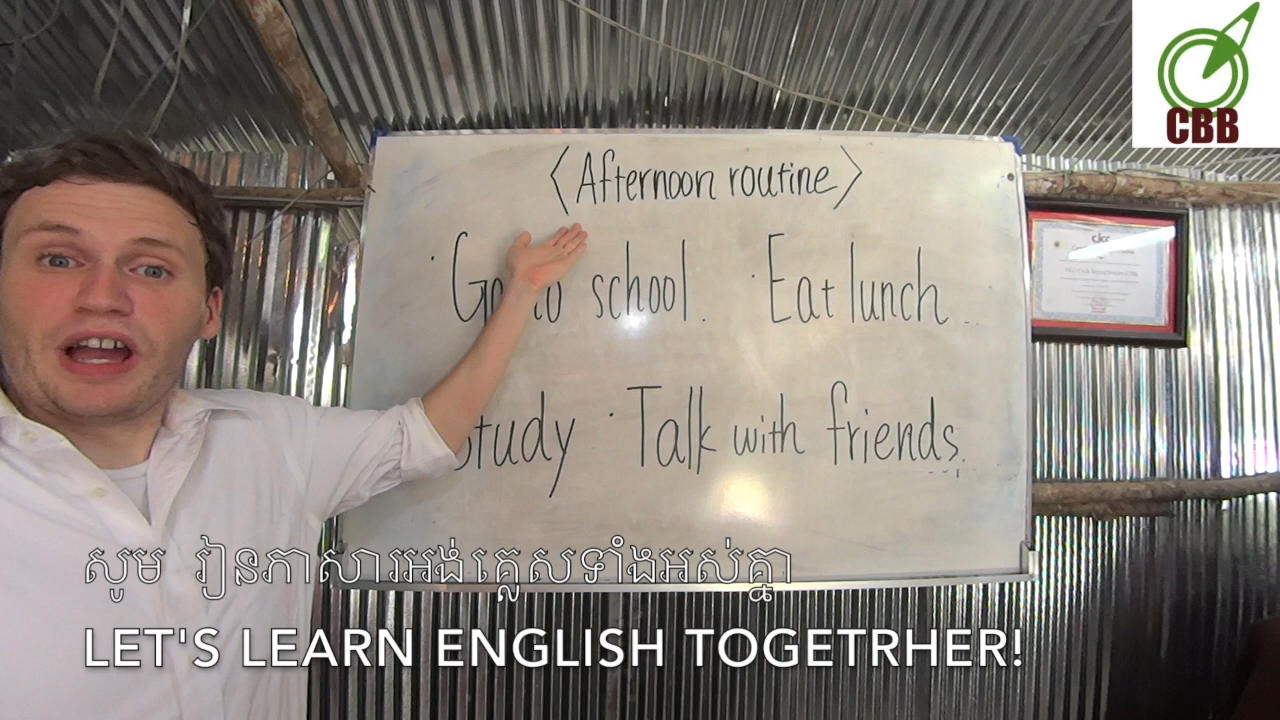 CBB
〈Afternoon routine〉
· Go to school. · Eat lunch
Study · Talk with friends.
សូម រៀនភាសារអង់គ្លេសទាំងអស់គ្នា
LET'S LEARN ENGLISH TOGETRHER!